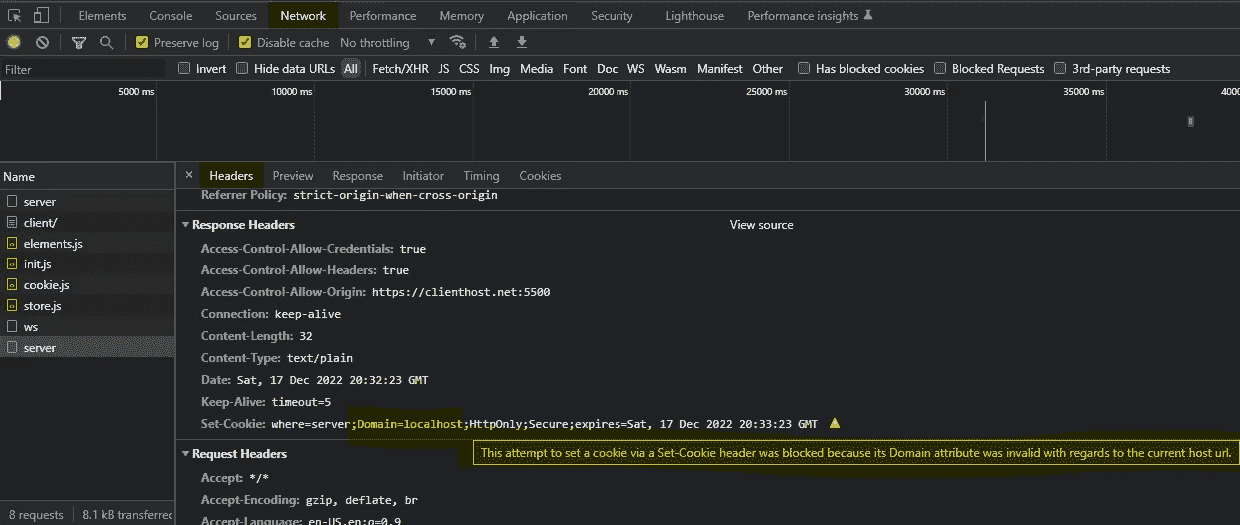 Elements Console Sources Network Performance Memory Application Security Lighthouse Performance insights
Preserve log Disable cache No throttling
Filter Invert Hide data URLs All Fetch/XHR JS CSS Img Media Font Doc WS Wasm Manifest Other Has blocked cookies Blocked Requests 3rd-party requests
5000 ms 10000 ms 15000 ms 20000 ms 25000 ms 30000 ms 35000 ms 4000
Name
server
client/
elements.js
init.js
cookie.js
store.js
ws
server
8 requests 8.1 kB transferred
× Headers Preview Response Initiator Timing Cookies
Referrer Policy: strict-origin-when-cross-origin
Response Headers View source
Access-Control-Allow-Credentials: true
Access-Control-Allow-Headers: true
Access-Control-Allow-Origin: https://clienthost.net:5500
Connection: keep-alive
Content-Length: 32
Content-Type: text/plain
Date: Sat, 17 Dec 2022 20:32:23 GMT
Keep-Alive: timeout=5
Set-Cookie: where=server;Domain=localhost;HttpOnly;Secure;expires=Sat, 17 Dec 2022 20:33:23 GMT
This attempt to set a cookie via a Set-Cookie header was blocked because its Domain attribute was invalid with regards to the current host url.
Request Headers
Accept: */*
Accept-Encoding: gzip, deflate, br
Accept-Language: en-US,en;q=0.9